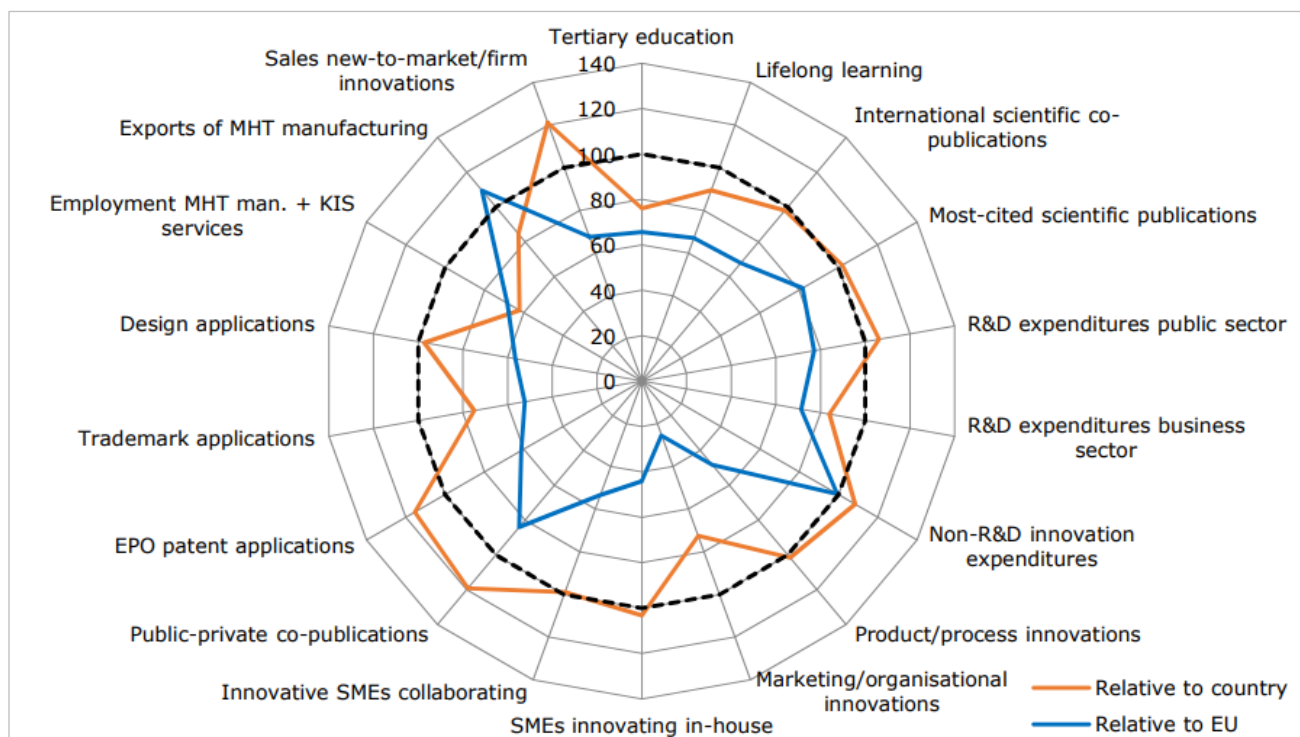 Tertiary education
Sales new-to-market/firm
innovations
Lifelong learning
Exports of MHT manufacturing
International scientific co-
publications
Employment MHT man. + KIS
services
Most-cited scientific publications
Design applications
R&D expenditures public sector
Trademark applications
R&D expenditures business
sector
EPO patent applications
Non-R&D innovation
expenditures
Public-private co-publications
Product/process innovations
Innovative SMEs collaborating
Marketing/organisational
innovations
SMEs innovating in-house
140
120
100
80
60
40
20
0
Relative to country
Relative to EU